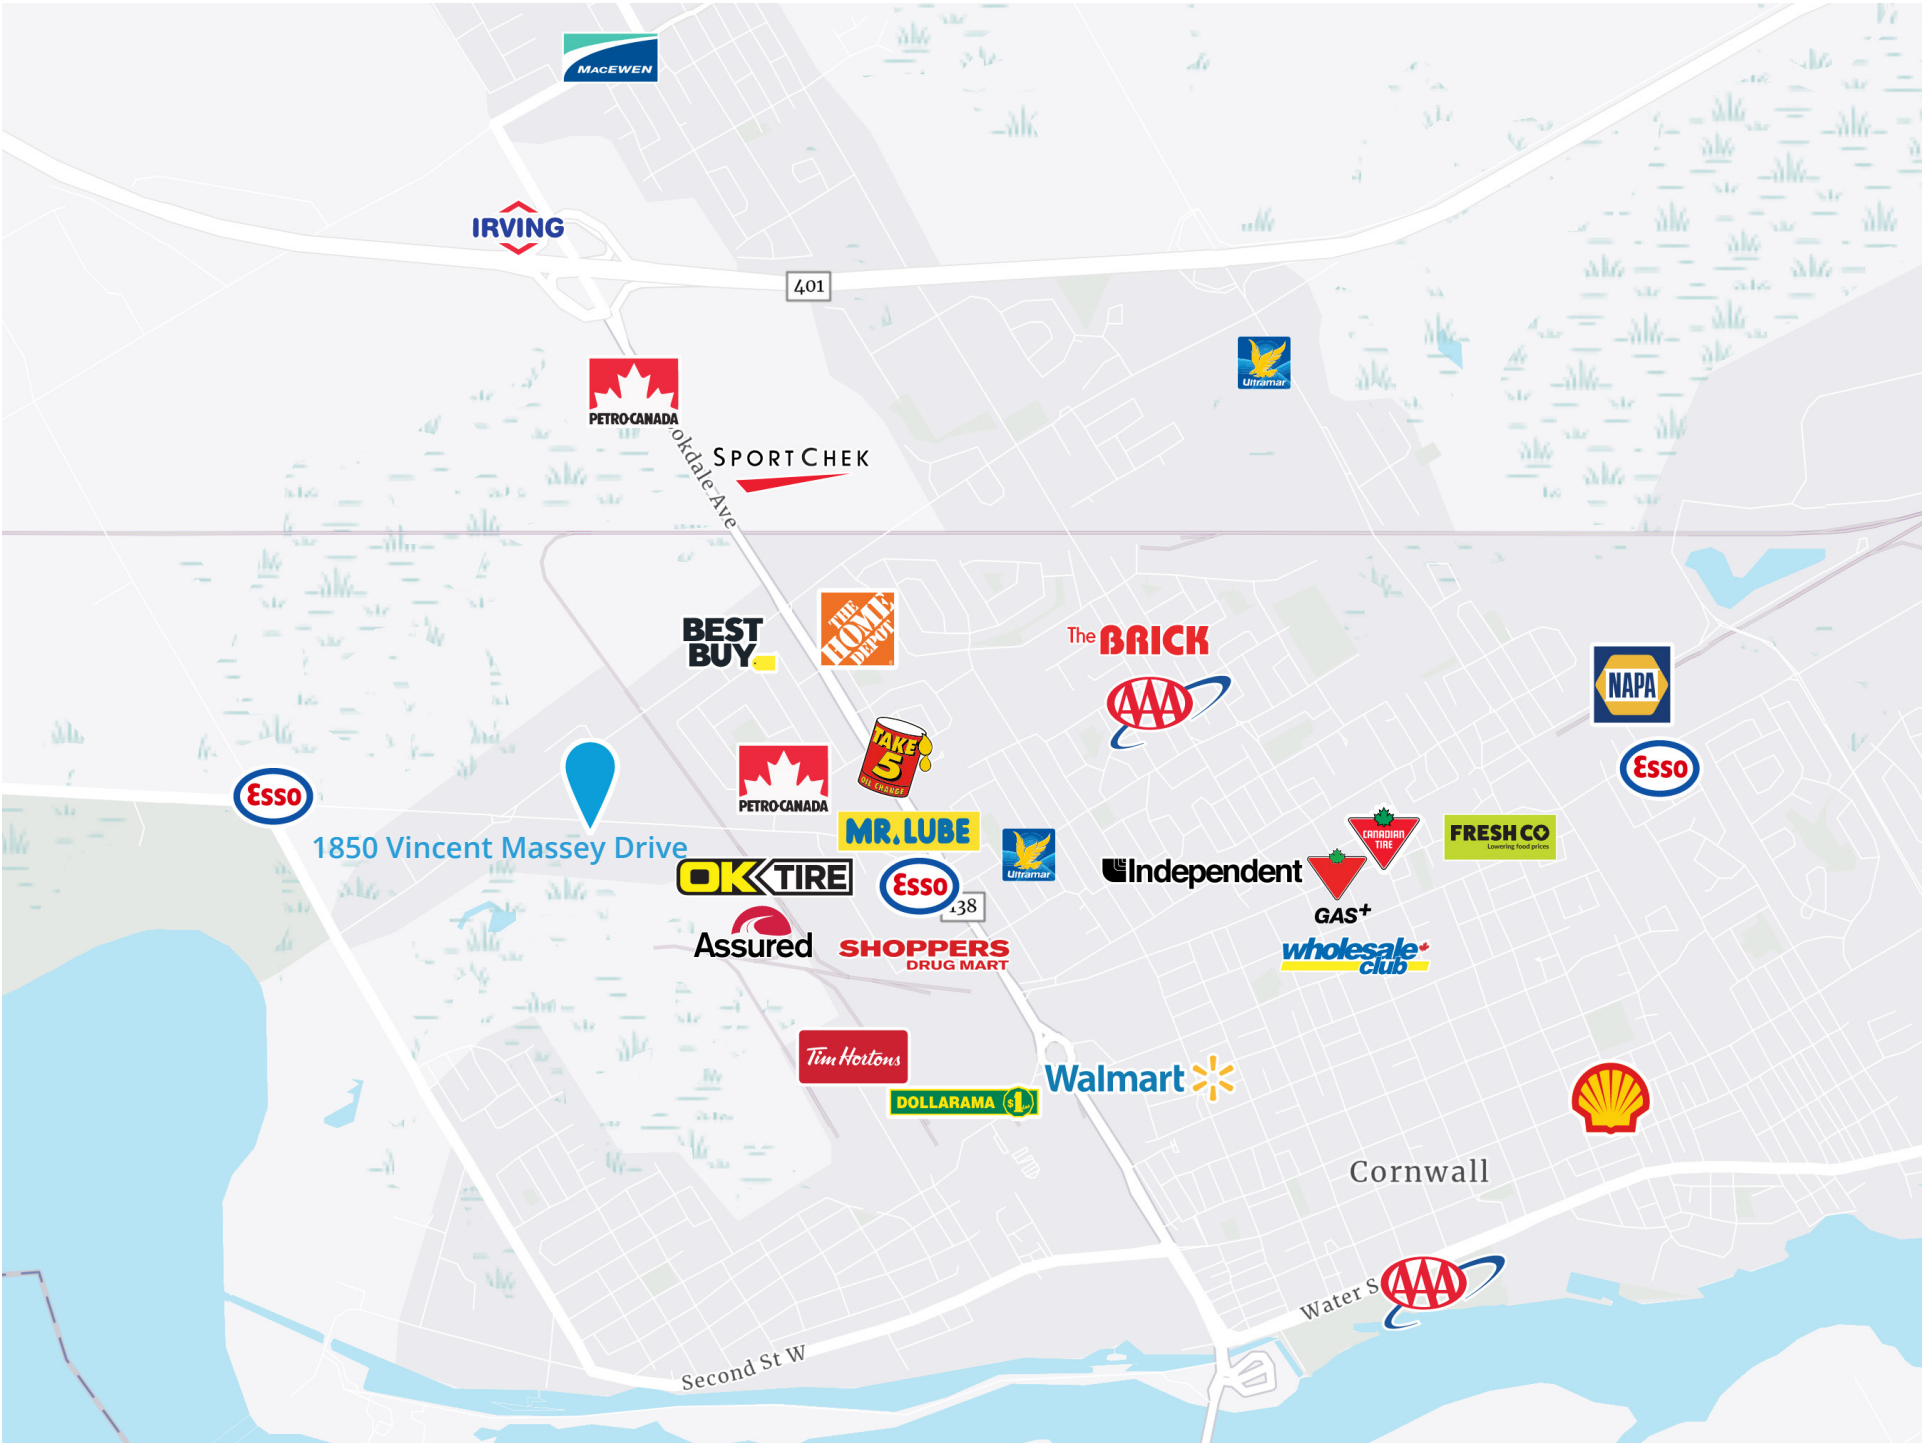 MACEWEN
IRVING
401
PETRO-CANADA
Ultramar
okdale Ave
SPORT CHEK
BEST
BUY
THE
HOME
DEPOT
The BRICK
AAA
NAPA
Esso
TAKE
5
OIL CHANGE
PETRO-CANADA
Esso
1850 Vincent Massey Drive
MR. LUBE
Ultramar
CANADIAN
TIRE
FRESHCO
Lowering food prices
OK TIRE
Esso
138
Independent
GAS+
Assured
SHOPPERS
DRUG MART
wholesale
club
Tim Hortons
DOLLARAMA $1
Walmart
Cornwall
Water S
AAA
Second St W